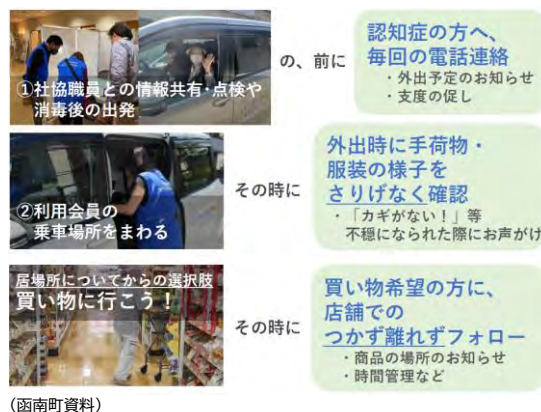 ①社協職員との情報共有・点検や
消毒後の出発
の、前に
認知症の方へ、
毎回の電話連絡
・外出予定のお知らせ
・支度の促し
②利用会員の
乗車場所をまわる
その時に
外出時に手荷物・
服装の様子を
さりげなく確認
・「カギがない!」等
不穏になられた際にお声がけ
居場所についてからの選択肢
買い物に行こう!
その時に
買い物希望の方に、
店舗での
つかず離れずフォロー
・商品の場所のお知らせ
・時間管理など
(函南町資料)